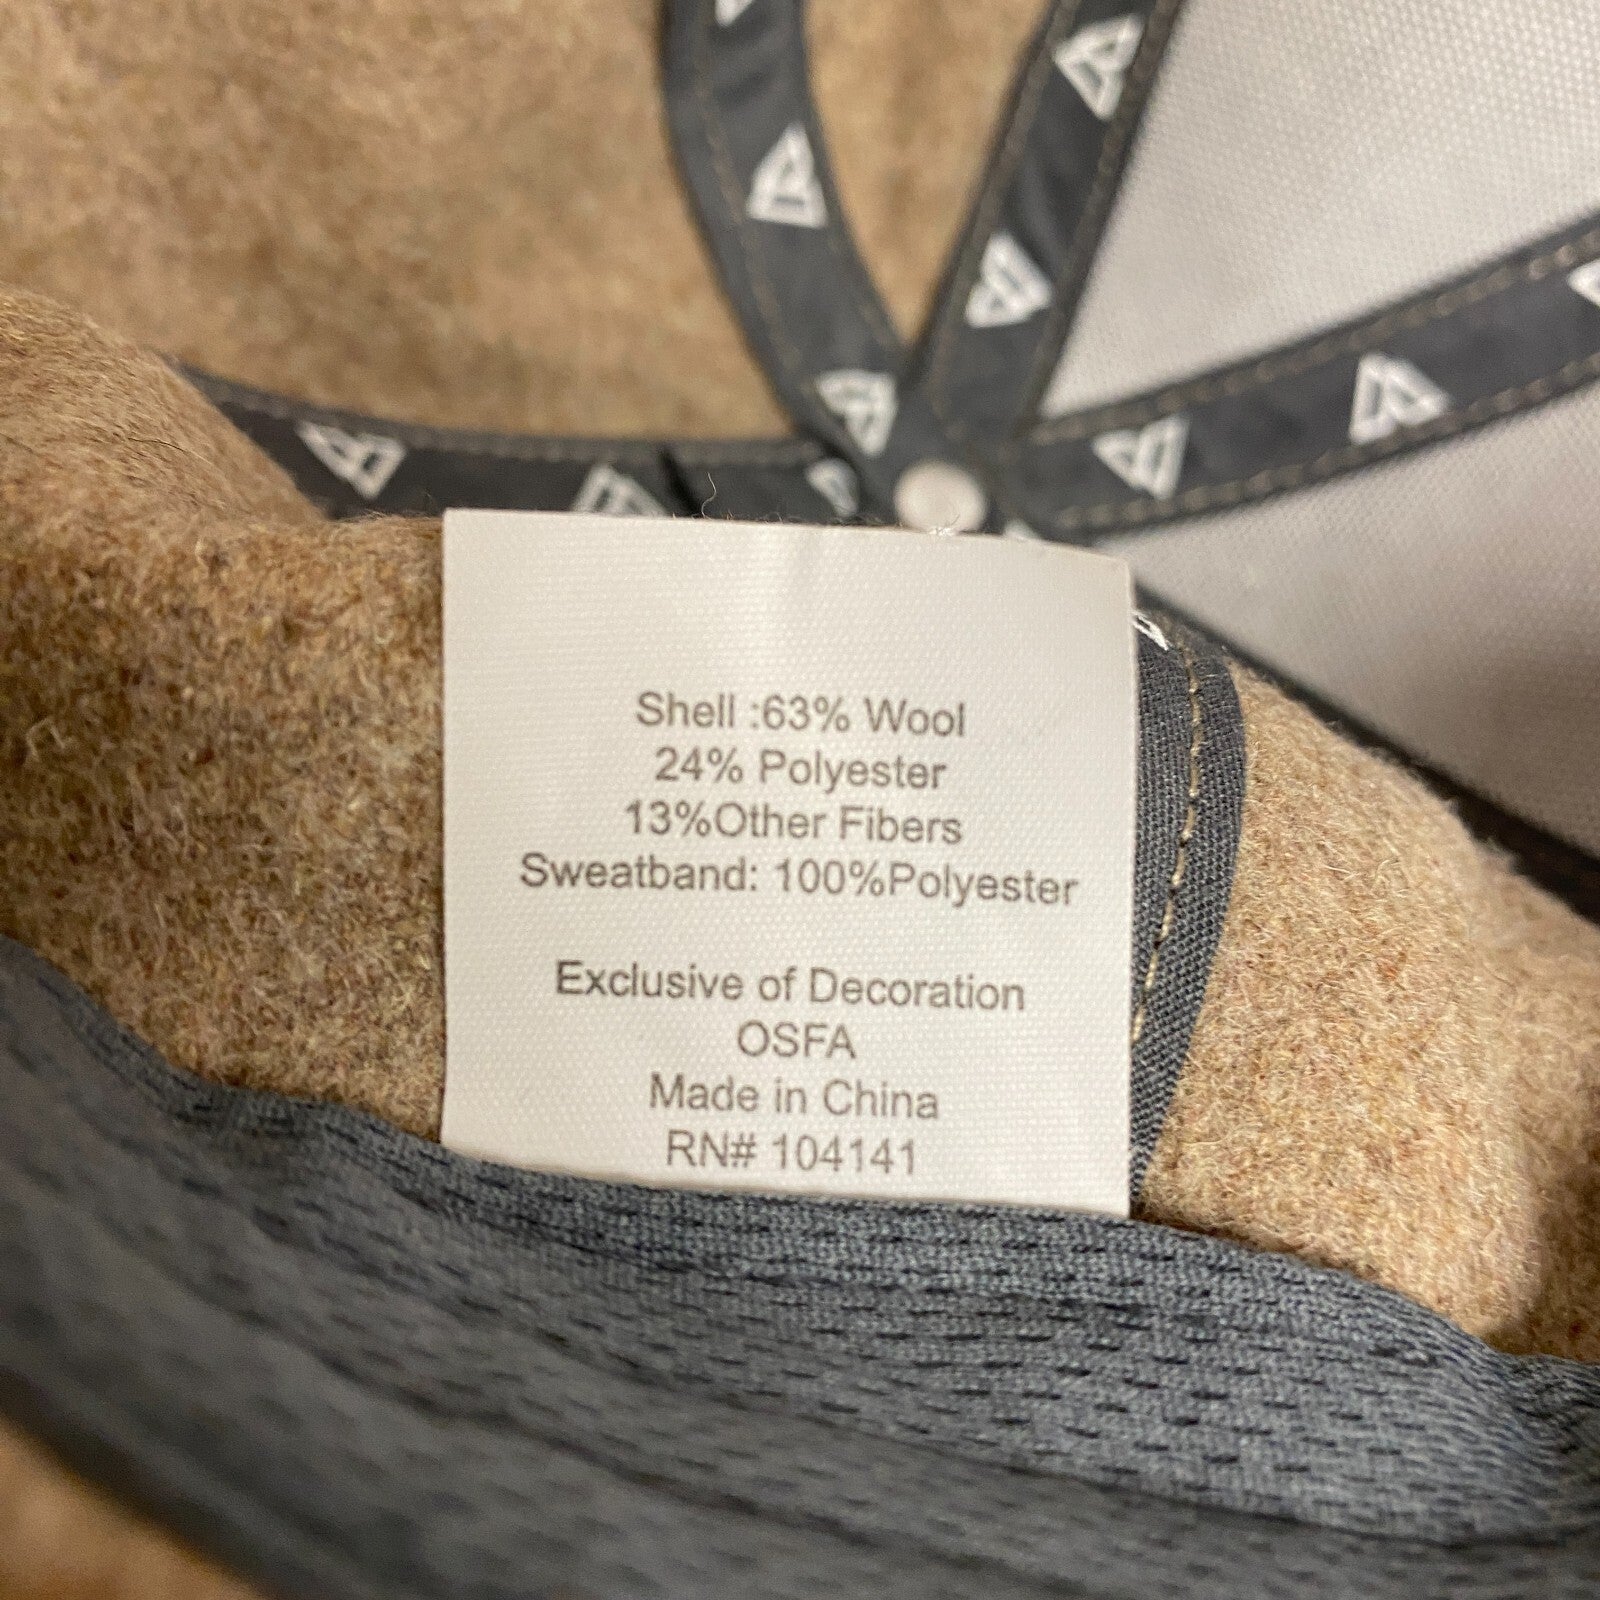 Shell :63% Wool
24% Polyester
13%Other Fibers
Sweatband: 100%Polyester
Exclusive of Decoration
OSFA
Made in China
RN# 104141